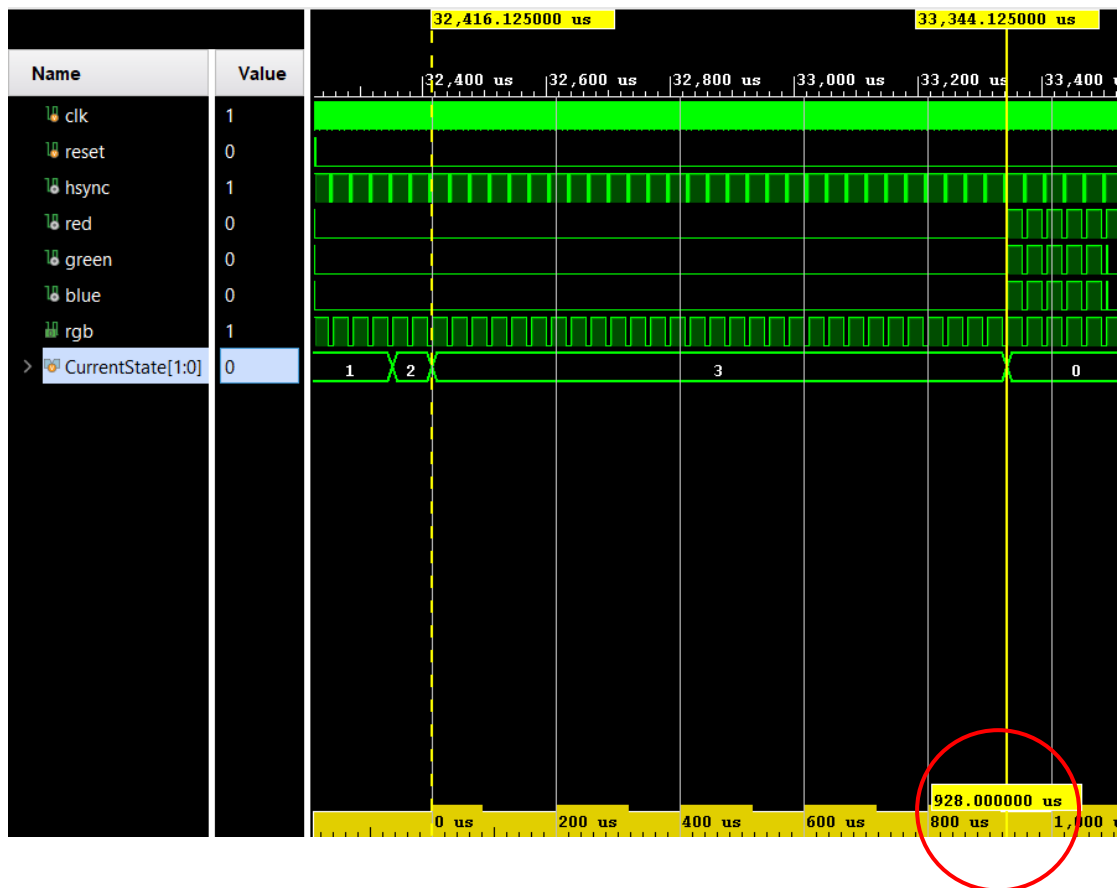 32,416.125000 us 33,344.125000 us
Name Value
32,400 us 32,600 us 32,800 us 33,000 us 33,200 us 33,400
clk 1
reset 0
hsync 1
red 0
green 0
blue 0
rgb 1
> CurrentState[1:0] 0 1 2 3 0
928.000000 us
0 us 200 us 400 us 600 us 800 us 1,000 u